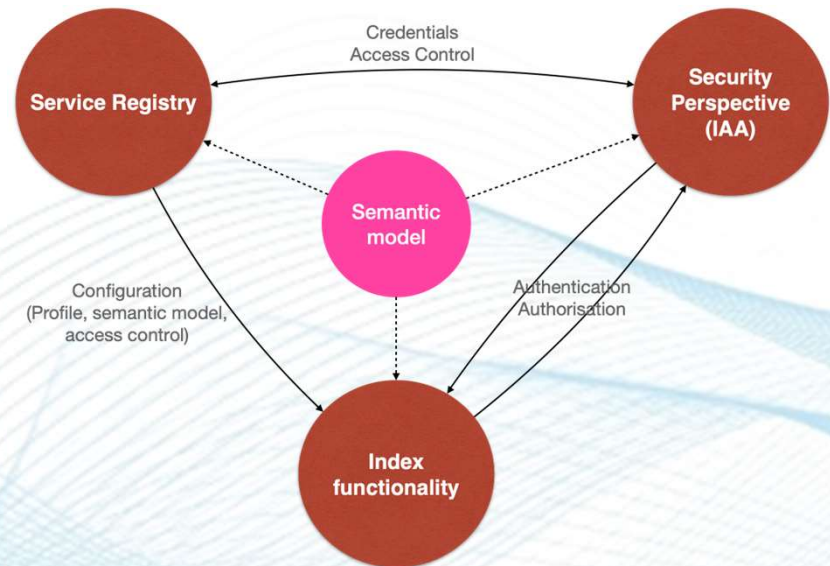 Credentials
Access Control
Service Registry
Security
Perspective
(IAA)
Semantic
model
Configuration
(Profile, semantic model,
access control)
Authentication
Authorisation
Index
functionality